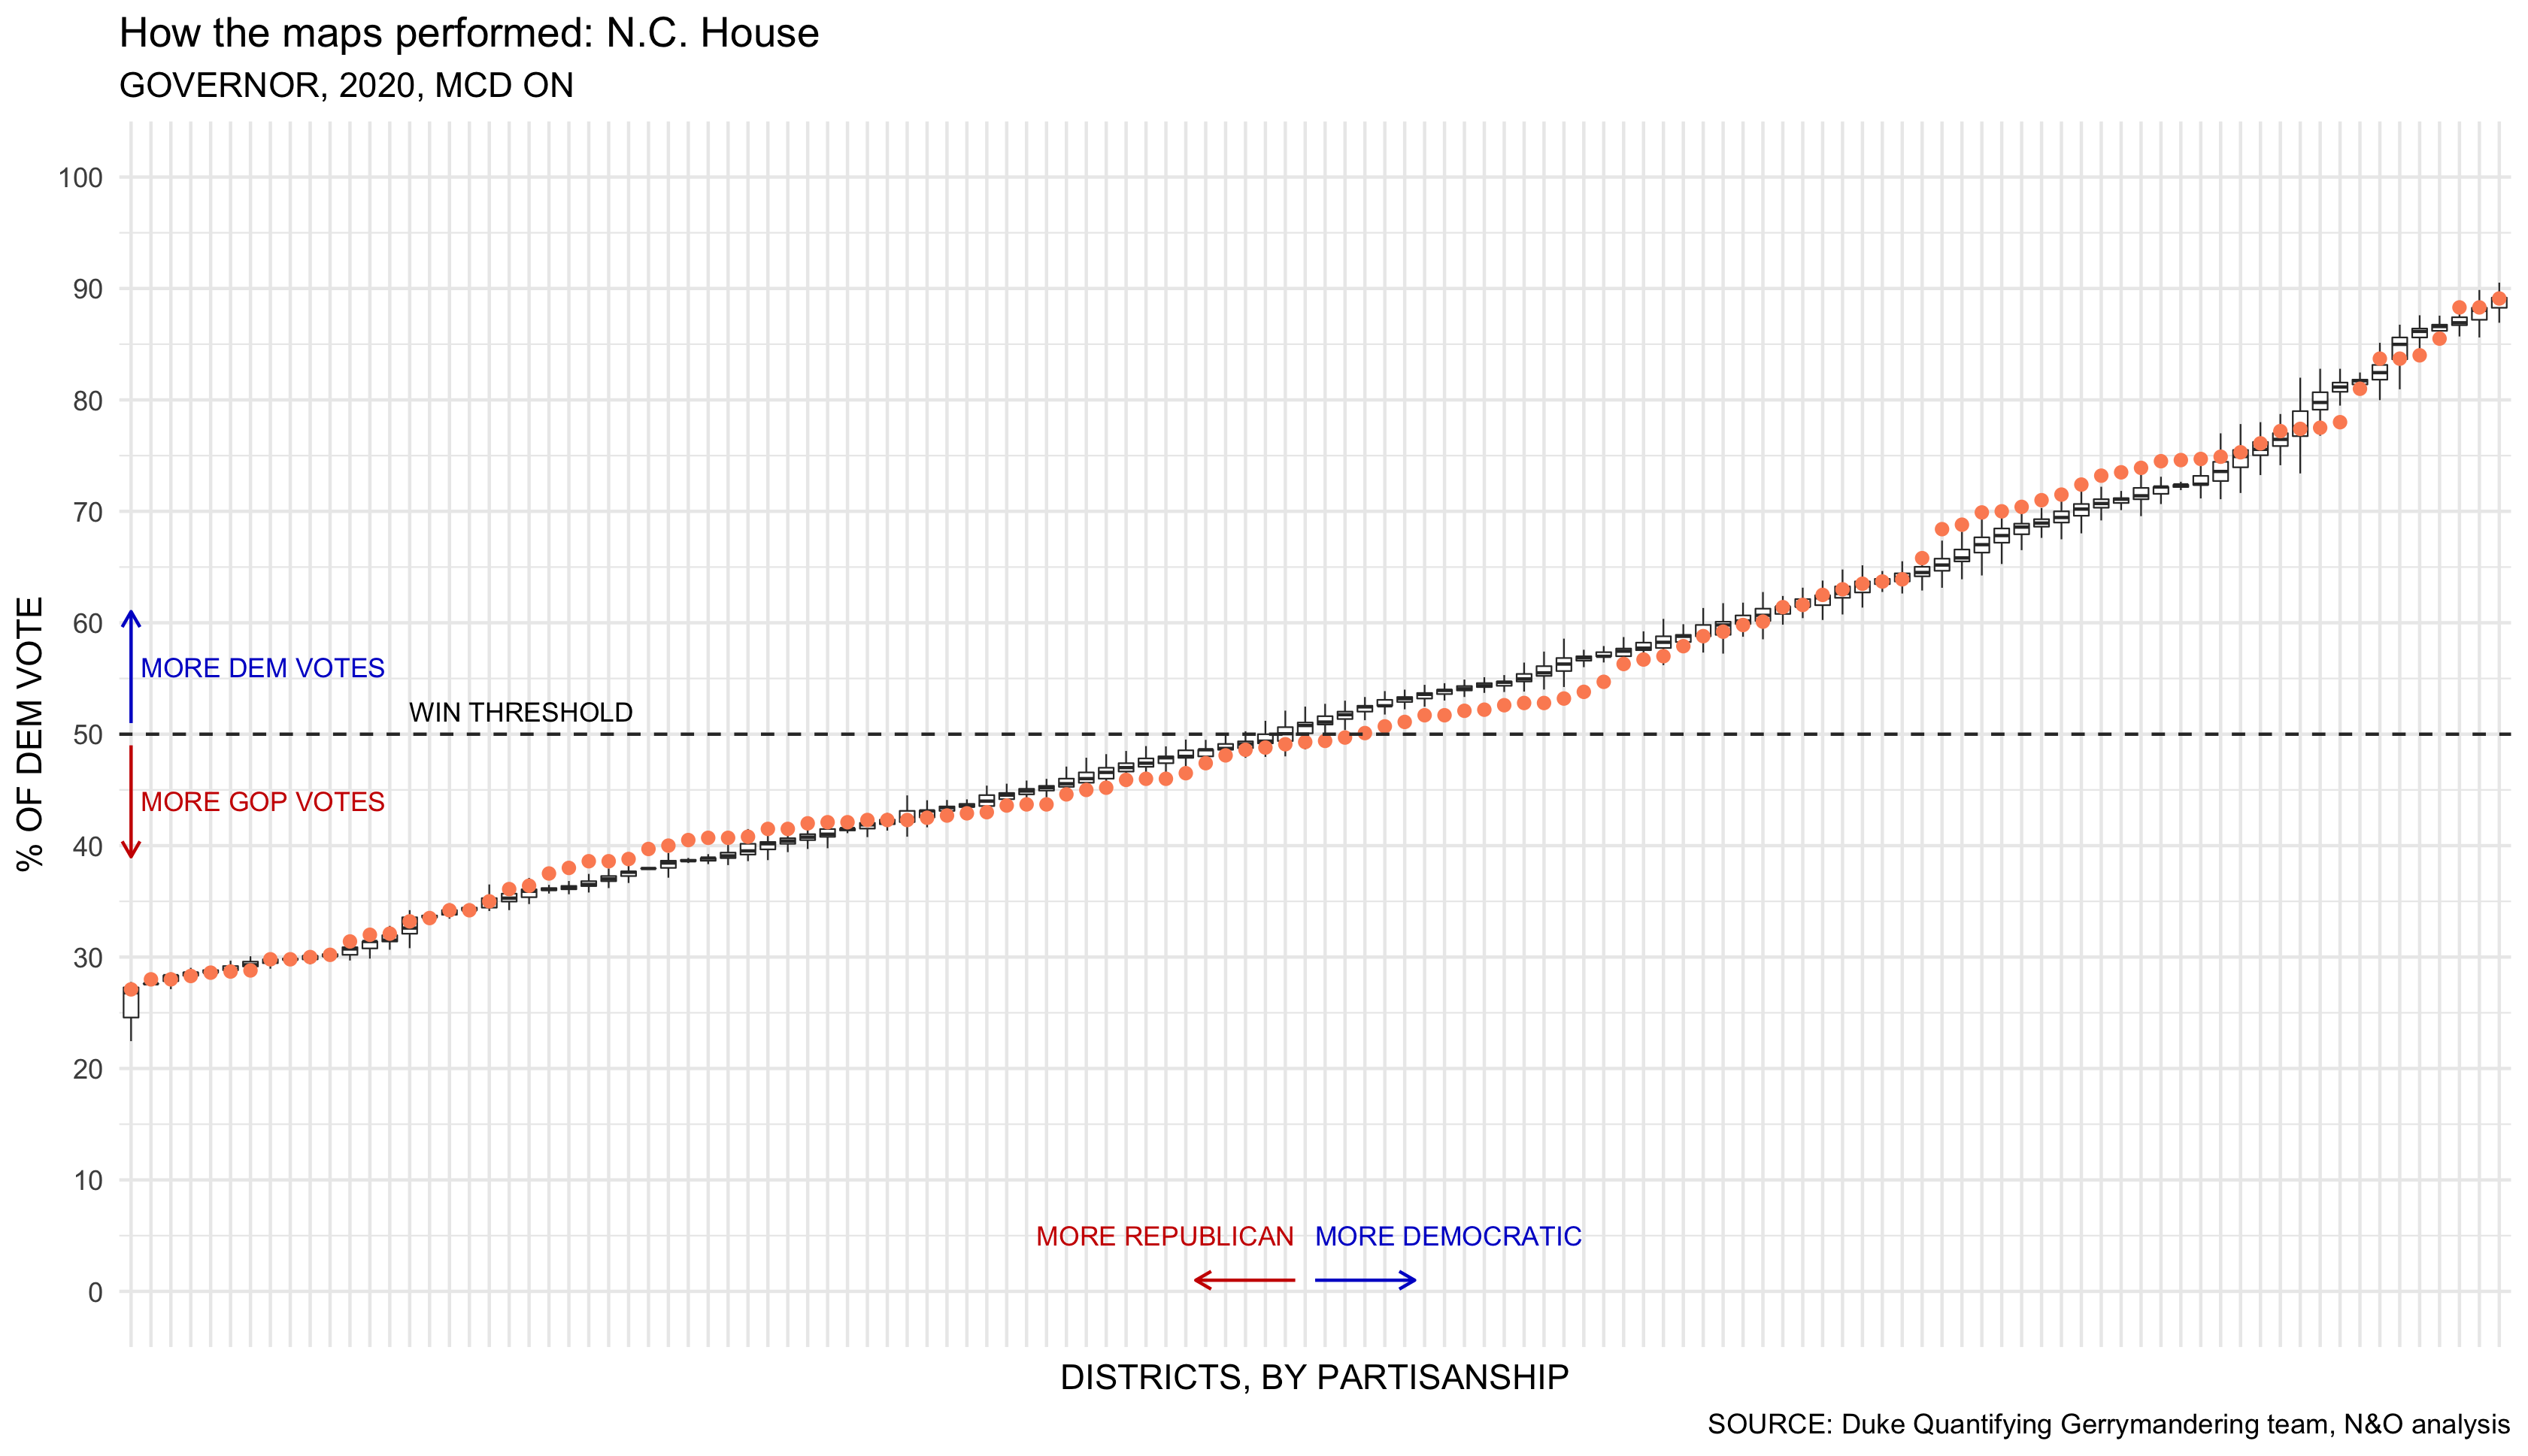 How the maps performed: N.C. House
GOVERNOR, 2020, MCD ON
% OF DEM VOTE
100
90
80
70
60
50
40
30
20
10
0
MORE DEM VOTES
WIN THRESHOLD
MORE GOP VOTES
MORE REPUBLICAN
MORE DEMOCRATIC
DISTRICTS, BY PARTISANSHIP
SOURCE: Duke Quantifying Gerrymandering team, N&O analysis